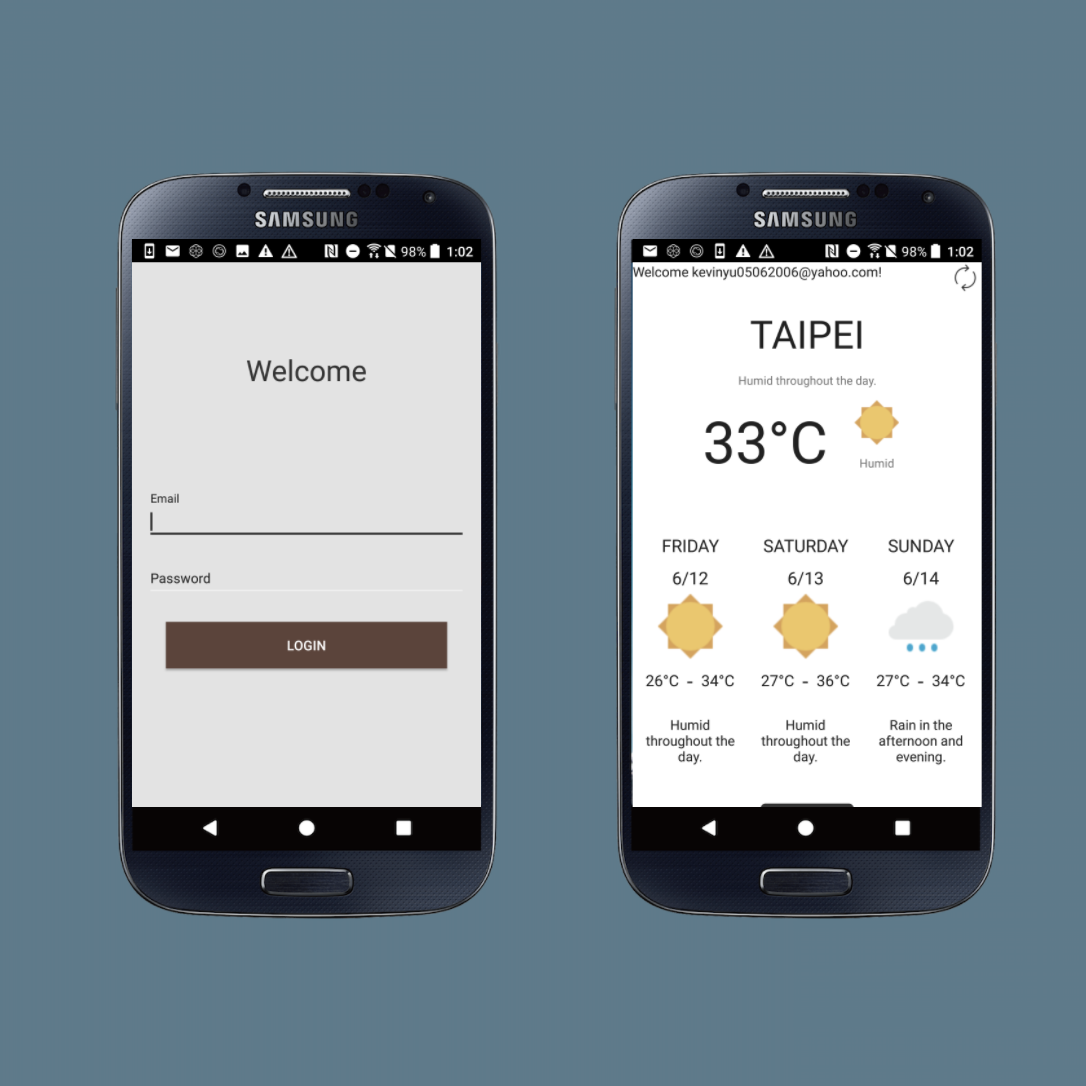 SAMSUNG
98% 1:02
Welcome
Email
Password
LOGIN
SAMSUNG
98% 1:02
Welcome kevinyu05062006@yahoo.com!
TAIPEI
Humid throughout the day.
33°C
Humid
FRIDAY
SATURDAY
SUNDAY
6/12
6/13
6/14
26°C - 34°C
27°C - 36°C
27°C - 34°C
Humid
throughout the
day.
Humid
throughout the
day.
Rain in the
afternoon and
evening.